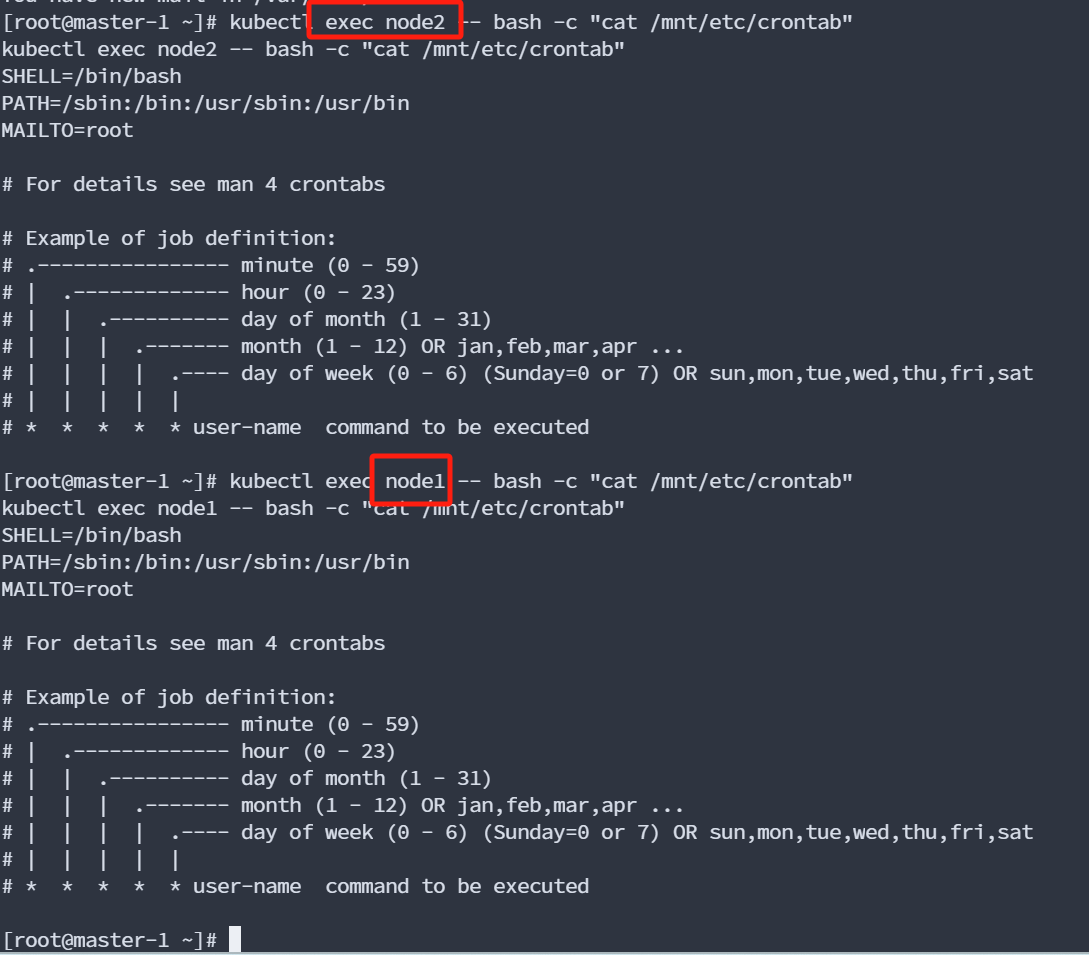 [root@master-1 ~]# kubectl exec node2 -- bash -c "cat /mnt/etc/crontab"
kubectl exec node2 -- bash -c "cat /mnt/etc/crontab"
SHELL=/bin/bash
PATH=/sbin:/bin:/usr/sbin:/usr/bin
MAILTO=root

# For details see man 4 crontabs

# Example of job definition:
# .---------------- minute (0 - 59)
# |  .------------- hour (0 - 23)
# |  |  .---------- day of month (1 - 31)
# |  |  |  .------- month (1 - 12) OR jan,feb,mar,apr ...
# |  |  |  |  .---- day of week (0 - 6) (Sunday=0 or 7) OR sun,mon,tue,wed,thu,fri,sat
# |  |  |  |  |
# *  *  *  *  * user-name  command to be executed

[root@master-1 ~]# kubectl exec node1 -- bash -c "cat /mnt/etc/crontab"
kubectl exec node1 -- bash -c "cat /mnt/etc/crontab"
SHELL=/bin/bash
PATH=/sbin:/bin:/usr/sbin:/usr/bin
MAILTO=root

# For details see man 4 crontabs

# Example of job definition:
# .---------------- minute (0 - 59)
# |  .------------- hour (0 - 23)
# |  |  .---------- day of month (1 - 31)
# |  |  |  .------- month (1 - 12) OR jan,feb,mar,apr ...
# |  |  |  |  .---- day of week (0 - 6) (Sunday=0 or 7) OR sun,mon,tue,wed,thu,fri,sat
# |  |  |  |  |
# *  *  *  *  * user-name  command to be executed

[root@master-1 ~]#